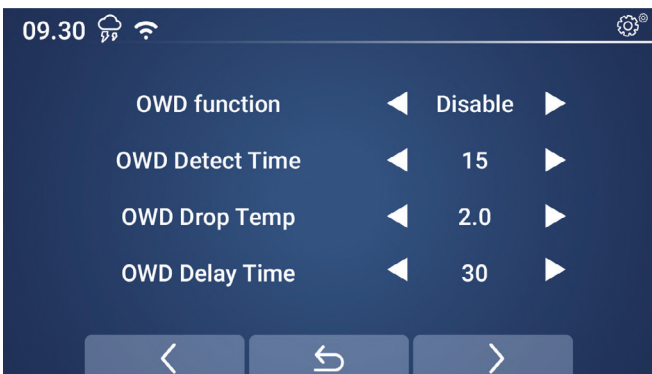 09.30
OWD function Disable
OWD Detect Time 15
OWD Drop Temp 2.0
OWD Delay Time 30